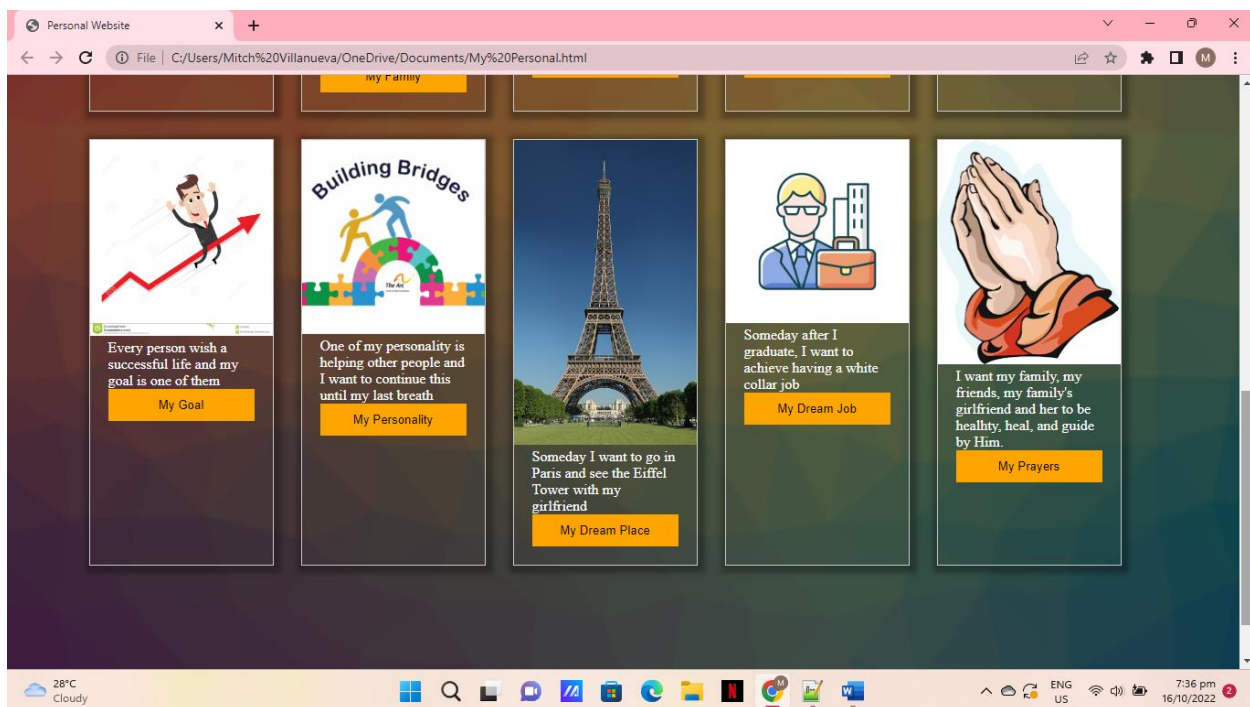 Personal Website
File | C:/Users/Mitch%20Villanueva/OneDrive/Documents/My%20Personal.html
M
My Family
Building Bridges
The Arc
Every person wish a
successful life and my
goal is one of them
My Goal
One of my personality is
helping other people and
I want to continue this
until my last breath
My Personality
Someday I want to go in
Paris and see the Eiffel
Tower with my
girlfriend
My Dream Place
Someday after I
graduate, I want to
achieve having a white
collar job
My Dream Job
I want my family, my
friends, my family's
girlfriend and her to be
healhty, heal, and guide
by Him.
My Prayers
28°C
Cloudy
ENG
US
7:36 pm
16/10/2022
2